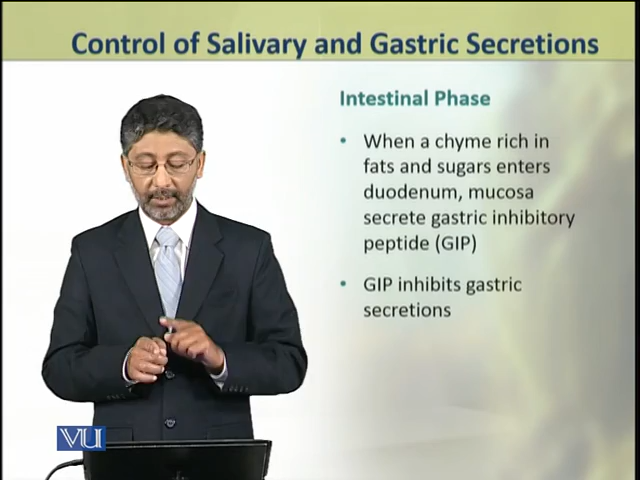 Control of Salivary and Gastric Secretions
Intestinal Phase
• When a chyme rich in
fats and sugars enters
duodenum, mucosa
secrete gastric inhibitory
peptide (GIP)
• GIP inhibits gastric
secretions
VU